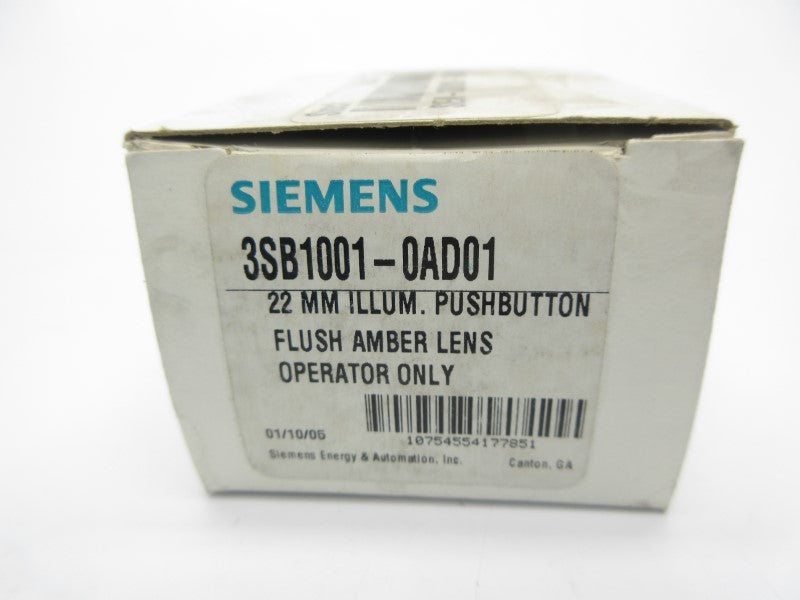 SIEMENS
3SB1001-0AD01
22 MM ILLUM. PUSHBUTTON
FLUSH AMBER LENS
OPERATOR ONLY
01/10/05
10754554177851
Siemens Energy & Automation, Inc. Canton, GA